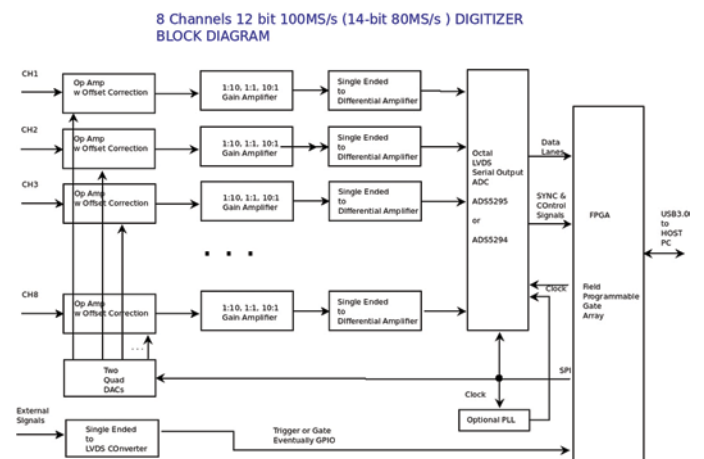 8 Channels 12 bit 100MS/s (14-bit 80MS/s ) DIGITIZER
BLOCK DIAGRAM
CH1
Op Amp
w Offset Correction
1:10, 1:1, 10:1
Gain Amplifier
Single Ended
to
Differential Amplifier
CH2
Op Amp
w Offset Correction
1:10, 1:1, 10:1
Gain Amplifier
Single Ended
to
Differential Amplifier
CH3
Op Amp
w Offset Correction
1:10, 1:1, 10:1
Gain Amplifier
Single Ended
to
Differential Amplifier
. . .
CH8
Op Amp
w Offset Correction
1:10, 1:1, 10:1
Gain Amplifier
Single Ended
to
Differential Amplifier
...
Octal
LVDS
Serial Output
ADC
ADS5295
or
ADS5294
Data
Lanes
SYNC &
COntrol
Signals
Clock
FPGA
Field
Programmable
Gate
Array
USB3.0
to
HOST
PC
Two
Quad
DACs
SPI
Clock
Optional PLL
External
SIgnals
Single Ended
to
LVDS COnverter
Trigger or Gate
Eventually GPIO